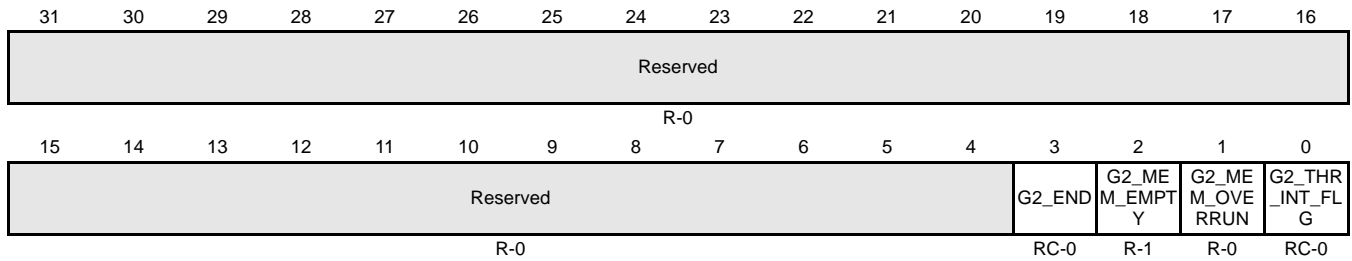 31 30 29 28 27 26 25 24 23 22 21 20 19 18 17 16
Reserved
R-0
15 14 13 12 11 10 9 8 7 6 5 4 3 2 1 0
Reserved G2_END G2_ME G2_ME G2_THR
M_EMPT M_OVE _INT_FL
Y RRUN G
R-0 RC-0 R-1 R-0 RC-0